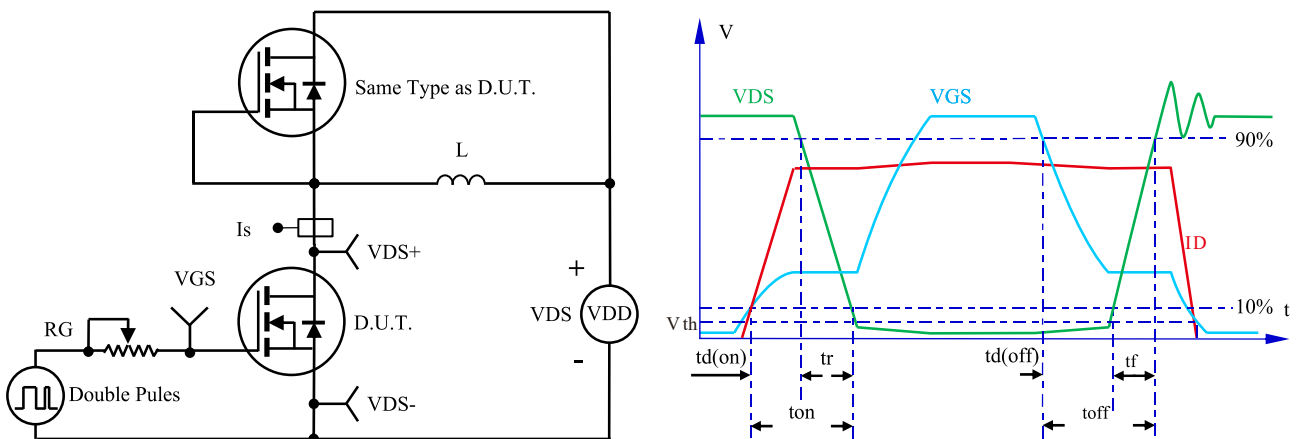 Same Type as D.U.T.
L
Is
VDS+
VGS
+
D.U.T.
VDS
VDD
RG
-
Double Pules
VDS-
V
VDS
VGS
90%
ID
10%
Vth
t
td(on)
tr
td(off)
tf
ton
toff